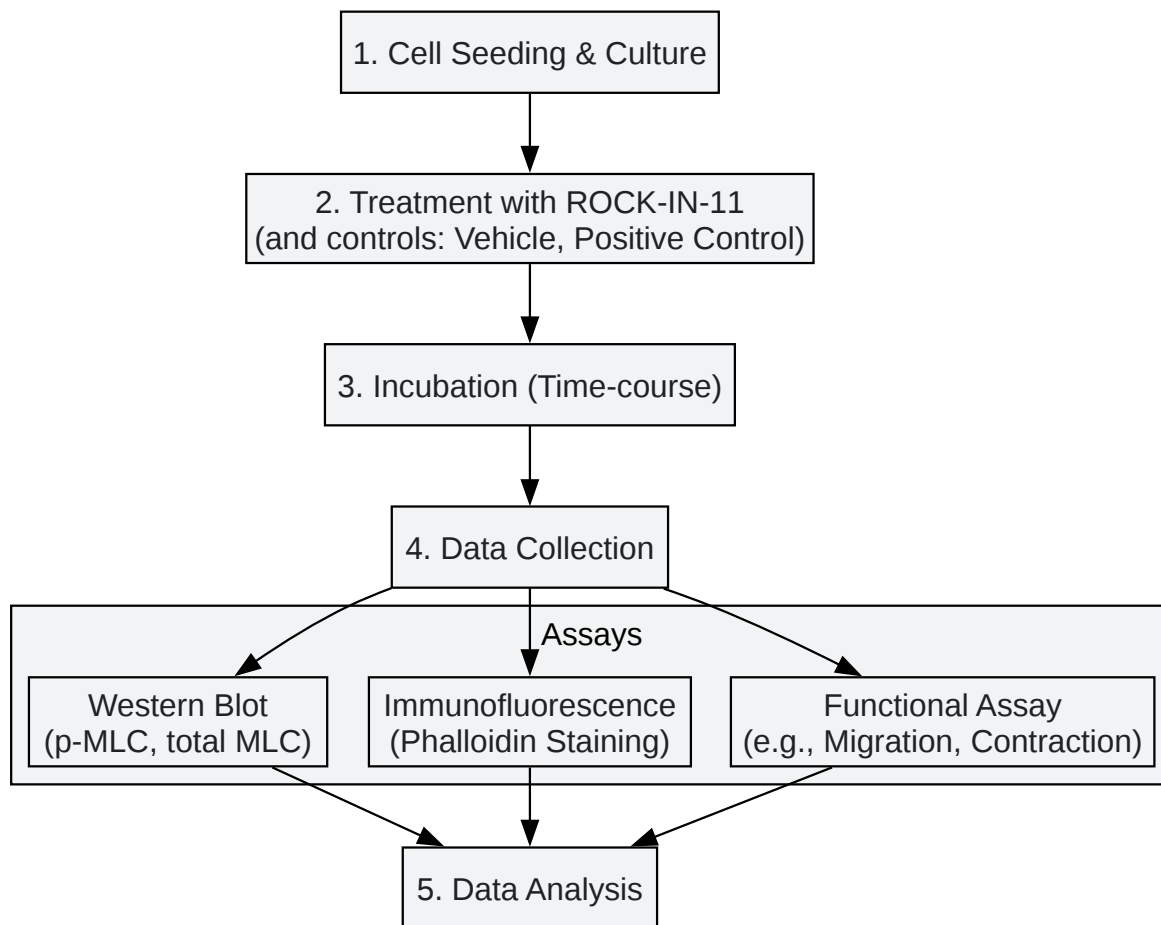 1. Cell Seeding & Culture
2. Treatment with ROCK-IN-11
(and controls: Vehicle, Positive Control)
3. Incubation (Time-course)
4. Data Collection
Assays
Western Blot
(p-MLC, total MLC)
Immunofluorescence
(Phalloidin Staining)
Functional Assay
(e.g., Migration, Contraction)
5. Data Analysis